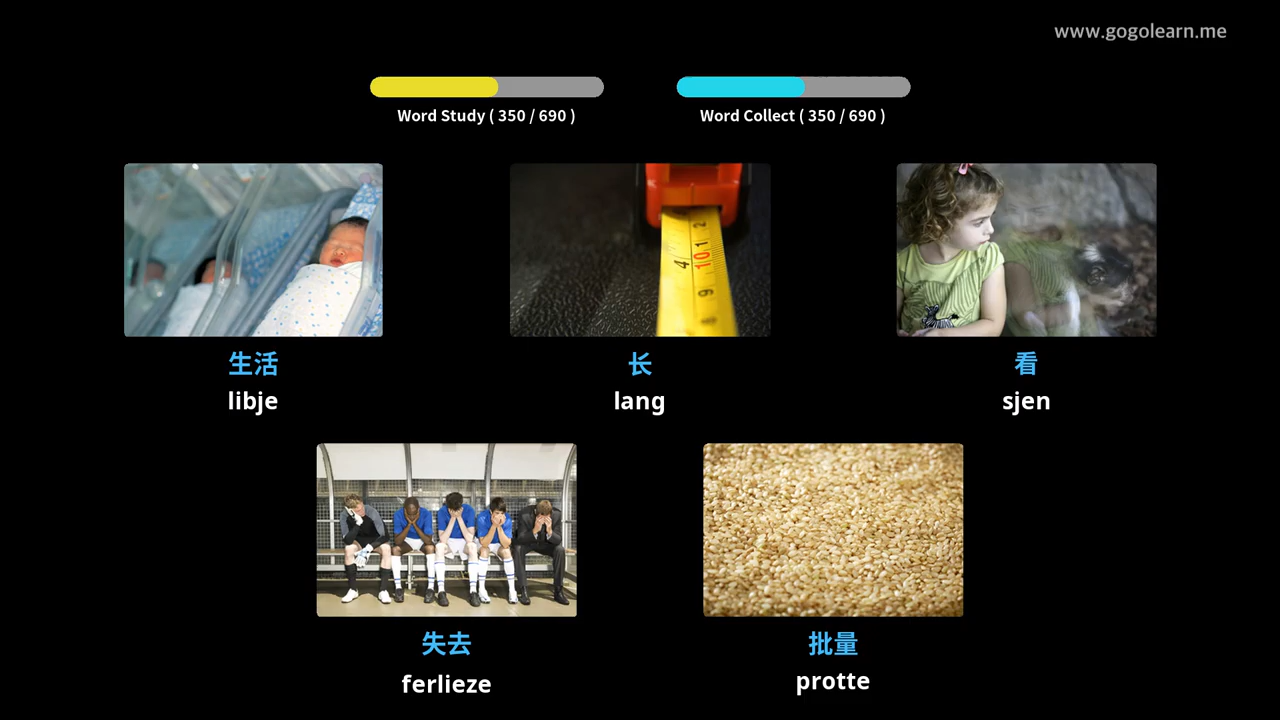 www.gogolearn.me
Word Study ( 350 / 690 )
Word Collect ( 350 / 690 )
生活
libje
长
lang
看
sjen
失去
ferlieze
批量
protte